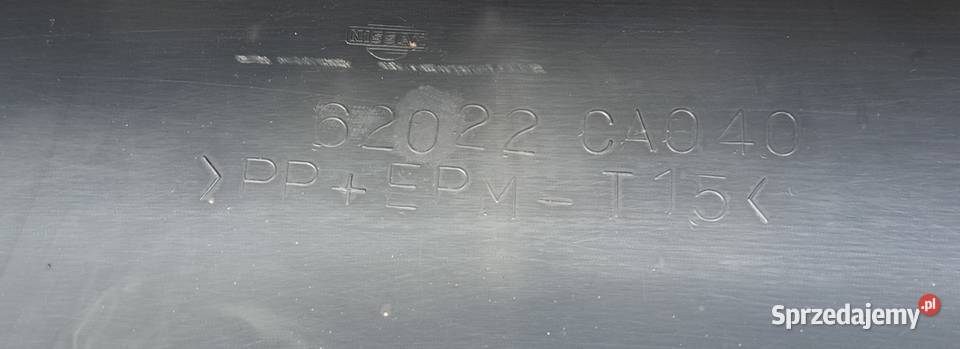 NISSAN
62022 CA040
>PP+EPM-T15<
Sprzedajemy.pl